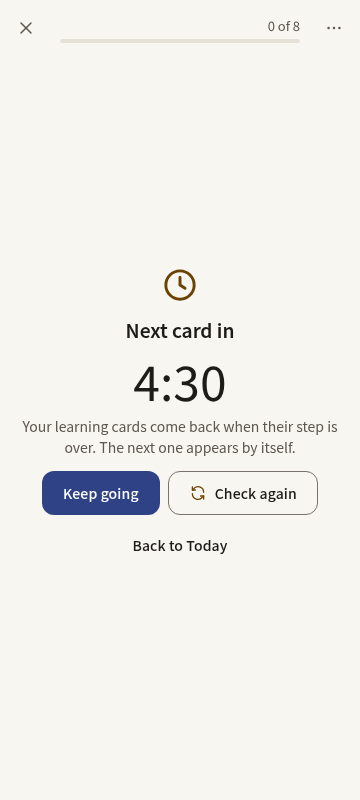 0 of 8
Next card in
4:30
Your learning cards come back when their step is
over. The next one appears by itself.
Keep going
Check again
Back to Today